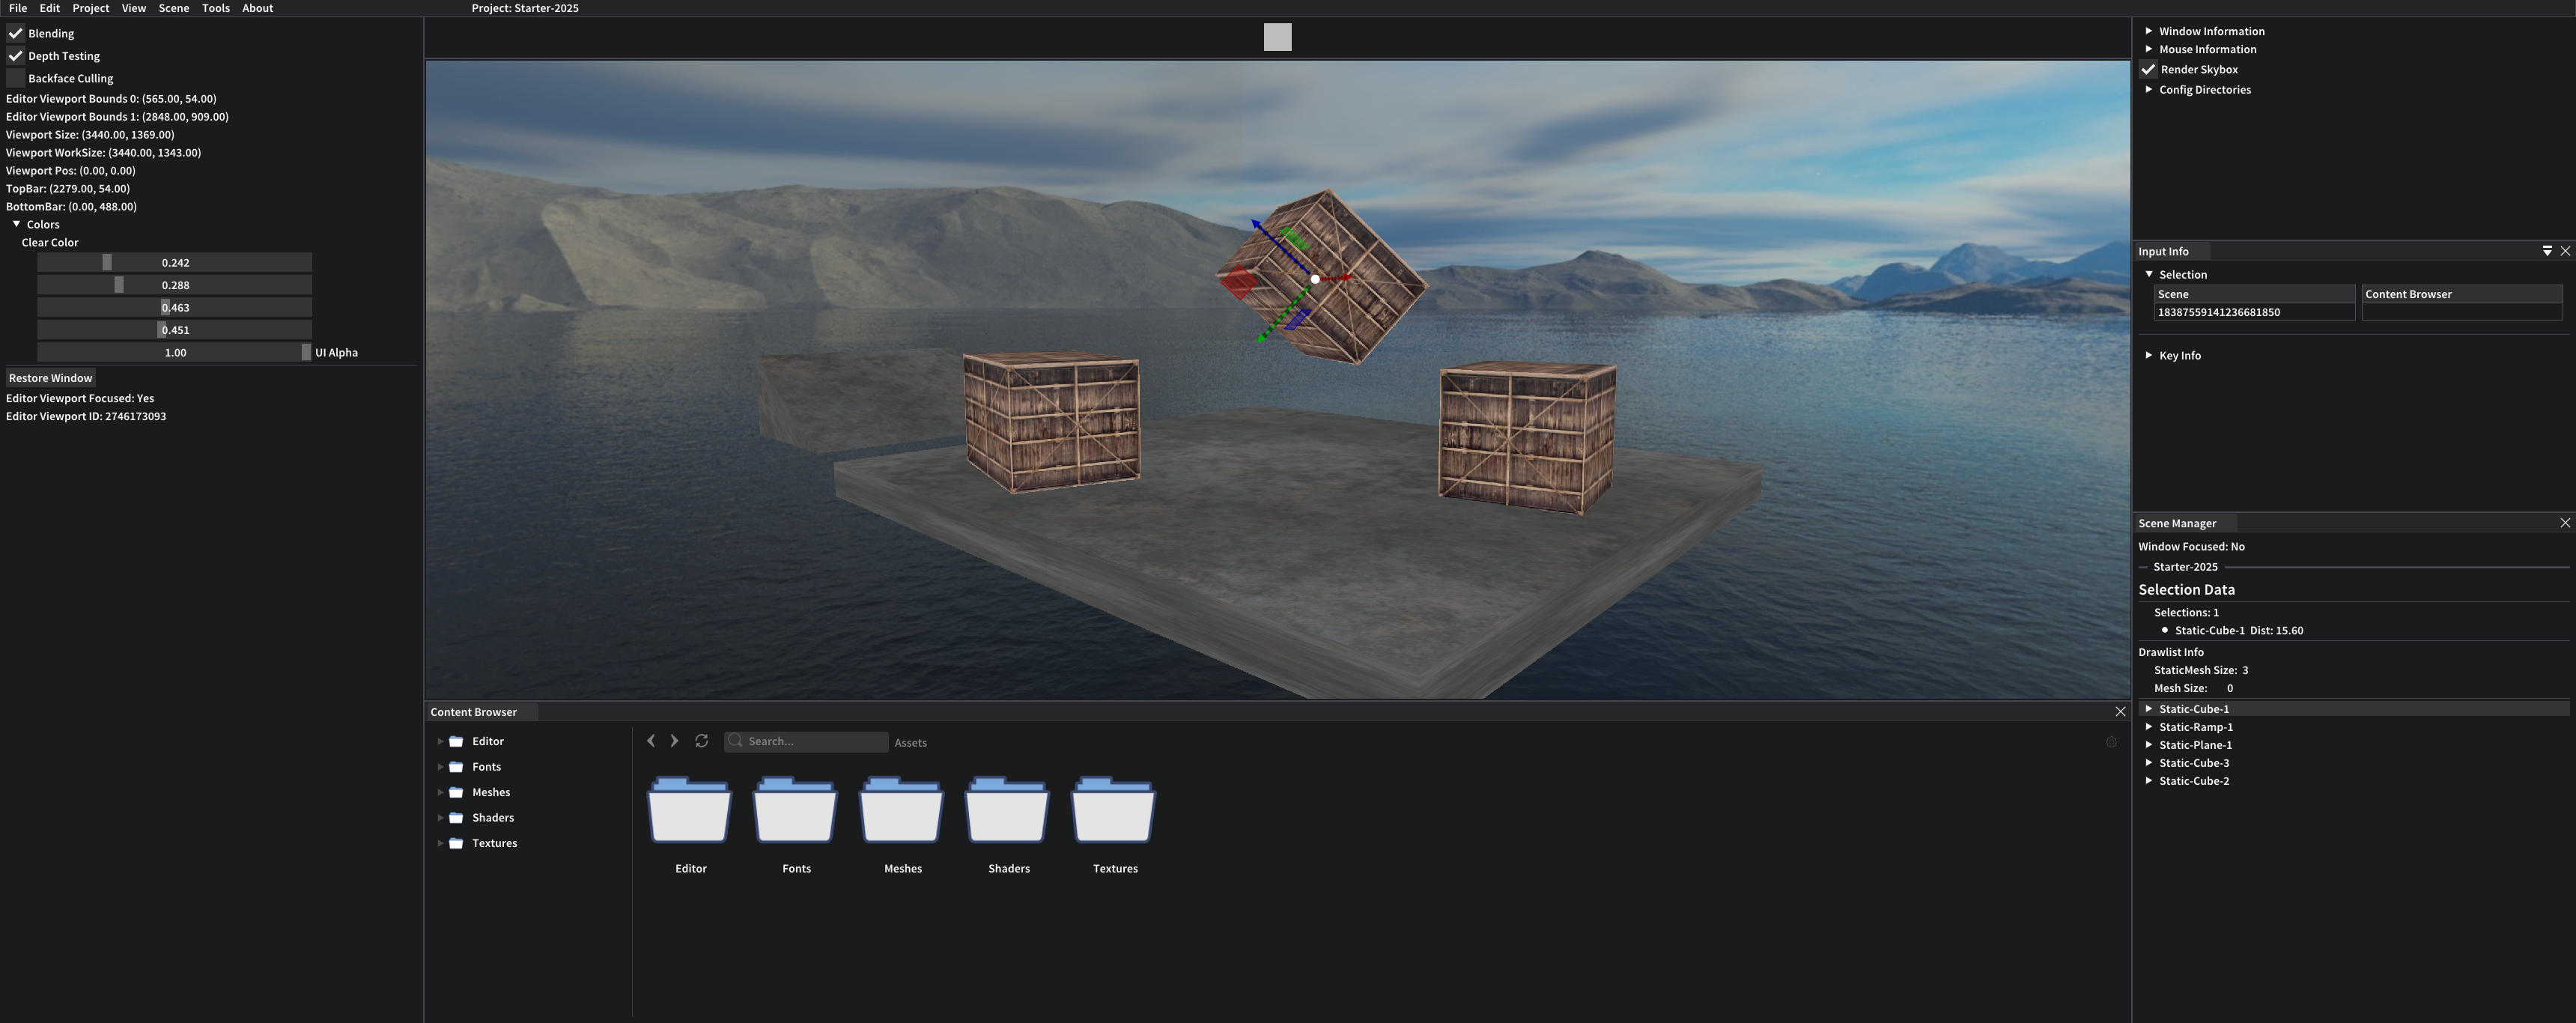 File Edit Project View Scene Tools About Project: Starter-2025
Blending
Depth Testing
Backface Culling
Editor Viewport Bounds 0: (565.00, 54.00)
Editor Viewport Bounds 1: (2848.00, 909.00)
Viewport Size: (3440.00, 1369.00)
Viewport WorkSize: (3440.00, 1343.00)
Viewport Pos: (0.00, 0.00)
TopBar: (2279.00, 54.00)
BottomBar: (0.00, 488.00)
Colors
Clear Color
0.242
0.288
0.463
0.451
1.00 UI Alpha
Restore Window
Editor Viewport Focused: Yes
Editor Viewport ID: 2746173093
Content Browser
Editor
Fonts
Meshes
Shaders
Textures
Search... Assets
Editor Fonts Meshes Shaders Textures
Window Information
Mouse Information
Render Skybox
Config Directories
Input Info
Selection
Scene Content Browser
18387559141236681850
Key Info
Scene Manager
Window Focused: No
Starter-2025
Selection Data
Selections: 1
Static-Cube-1 Dist: 15.60
Drawlist Info
StaticMesh Size: 3
Mesh Size: 0
Static-Cube-1
Static-Ramp-1
Static-Plane-1
Static-Cube-3
Static-Cube-2